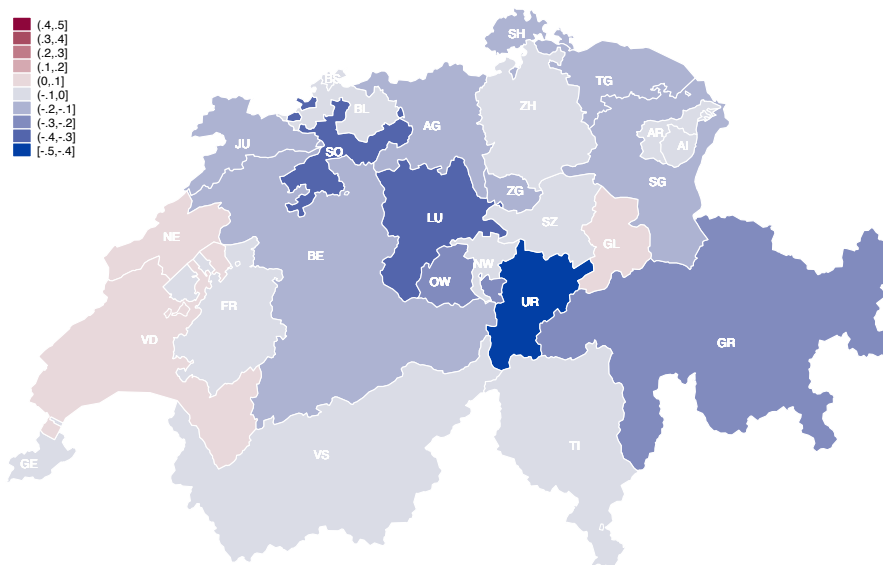 (.4,.5]
(.3,.4]
(.2,.3]
(.1,.2]
(0,.1]
(-.1,0]
(-.2,-.1]
(-.3,-.2]
(-.4,-.3]
[-.5,-.4]
SH
TG
BS
BL
ZH
AG
AR
AI
JU
SO
SG
ZG
LU
SZ
NE
GL
BE
NW
OW
UR
FR
VD
GR
TI
VS
GE